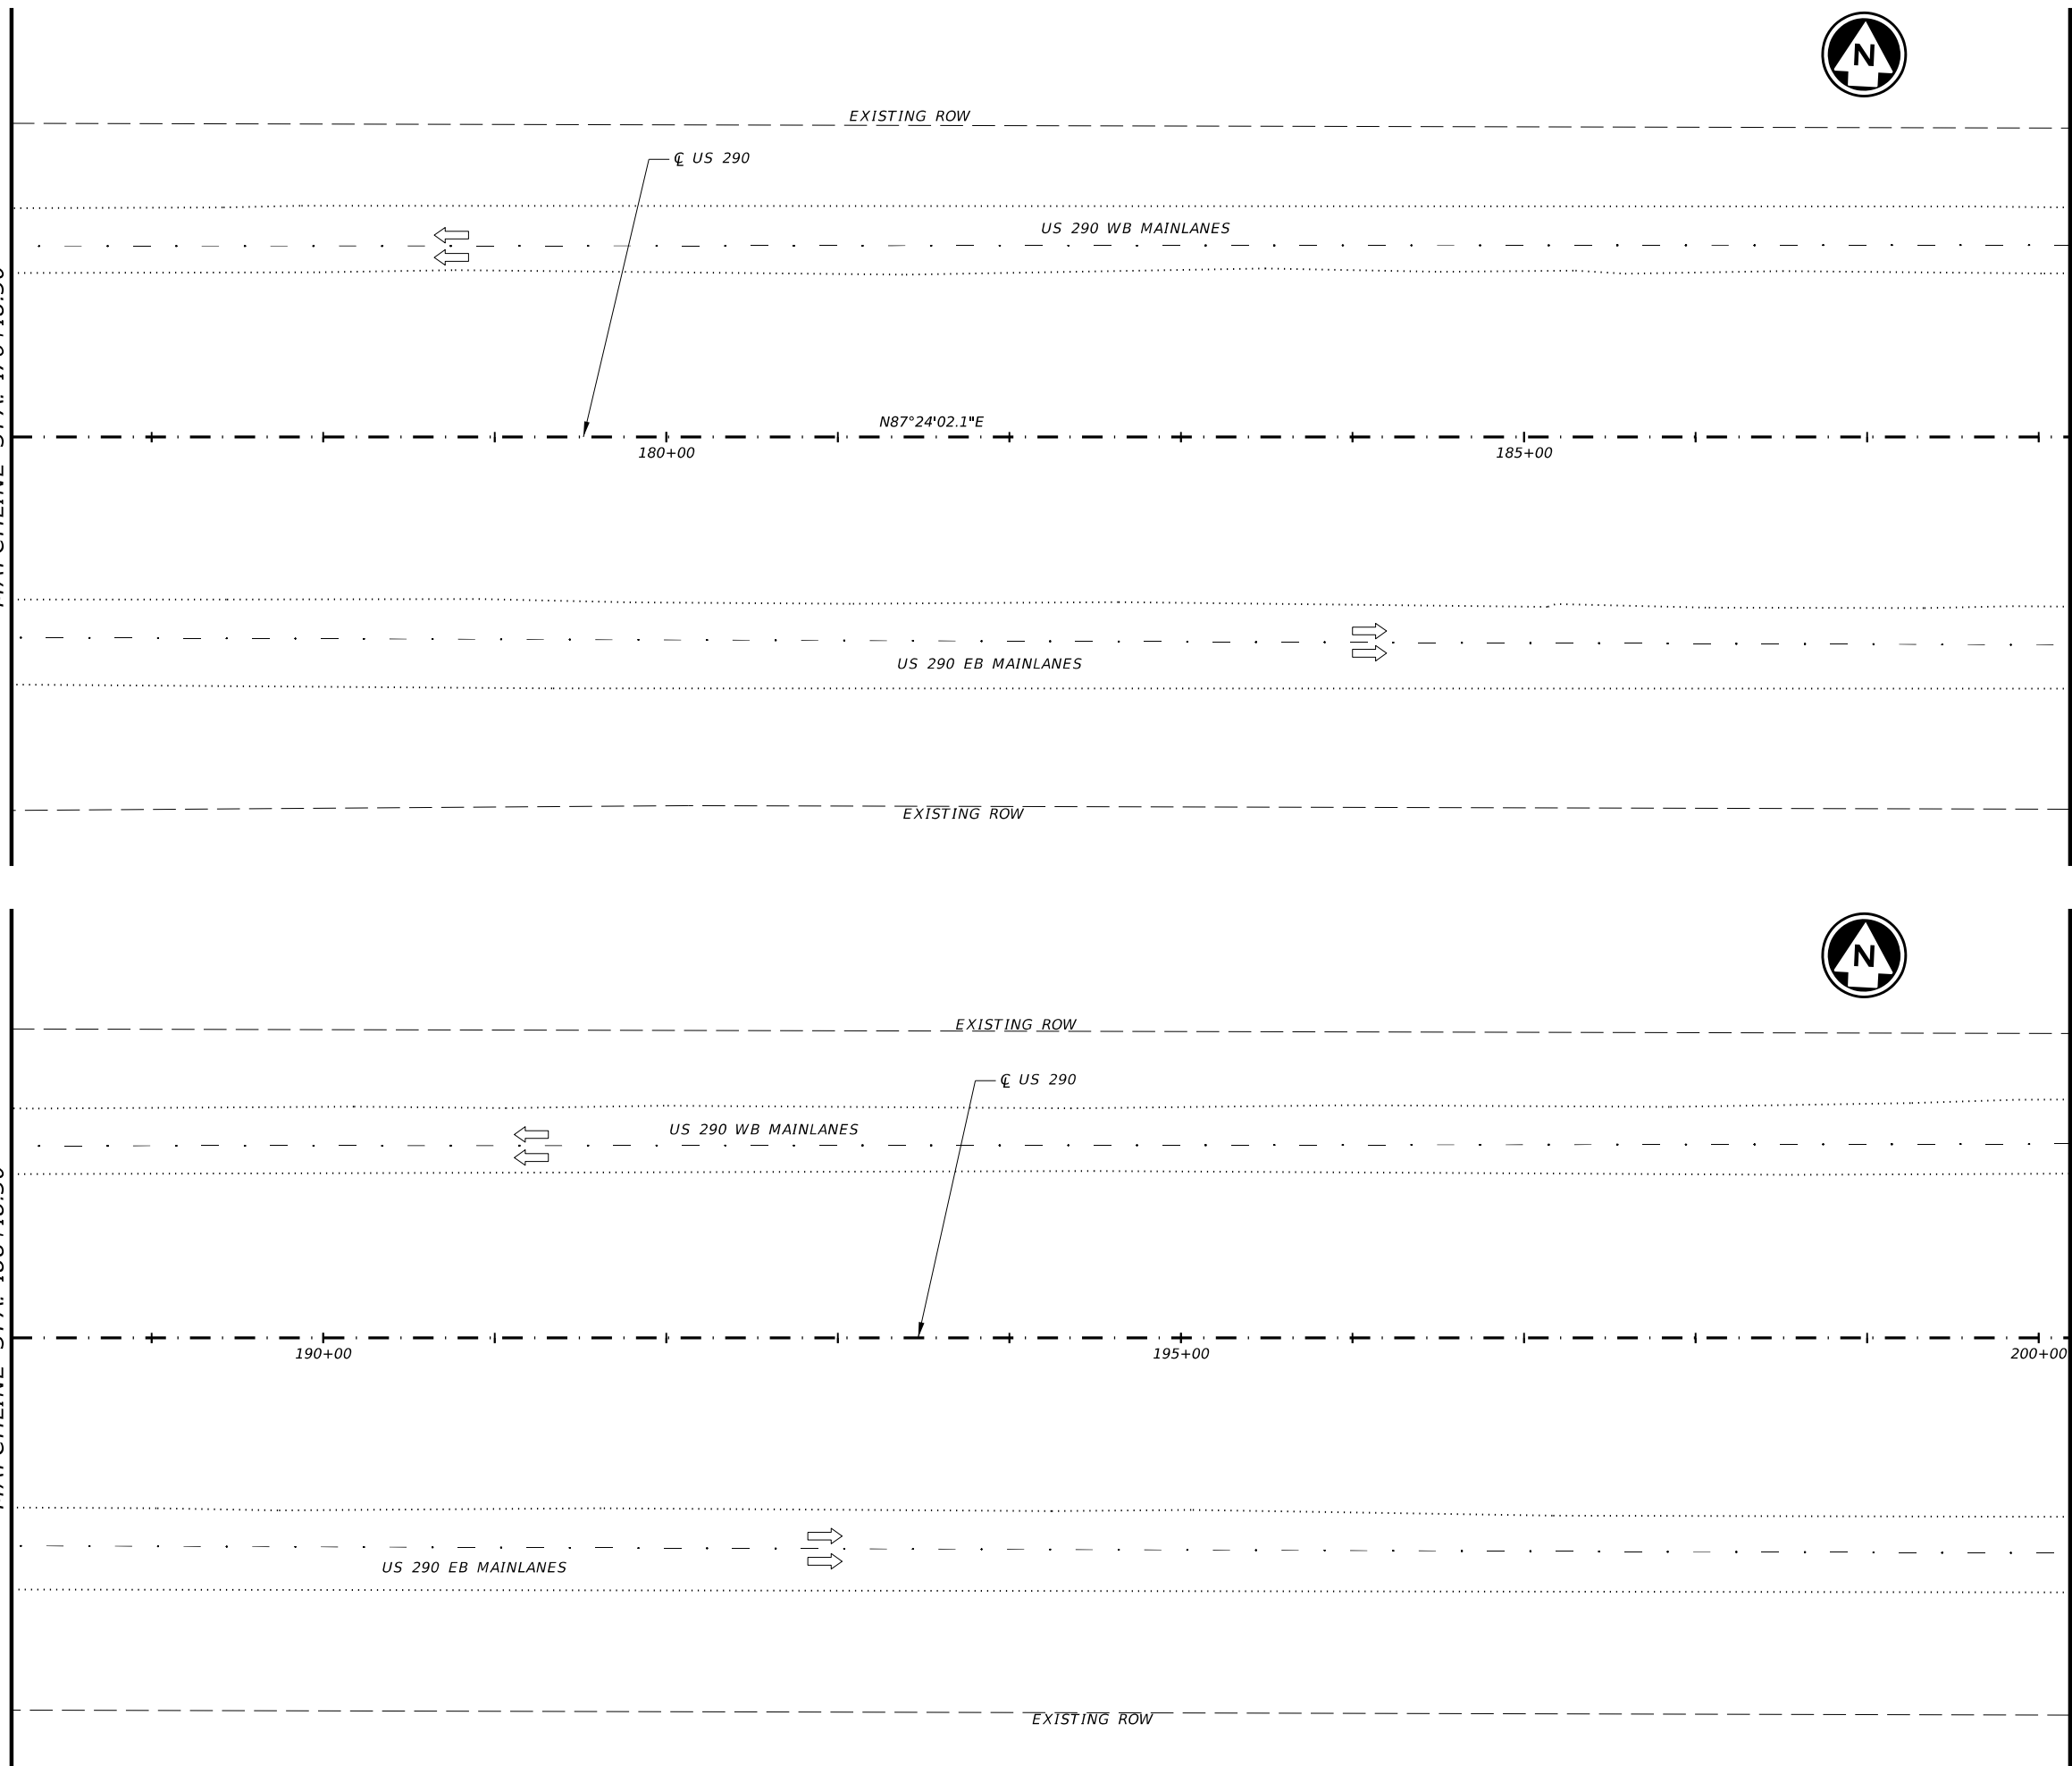 N
EXISTING ROW
℄ US 290
US 290 WB MAINLANES
N87°24'02.1"E
180+00 185+00
US 290 EB MAINLANES
EXISTING ROW
N
EXISTING ROW
℄ US 290
US 290 WB MAINLANES
190+00 195+00 200+00
US 290 EB MAINLANES
EXISTING ROW